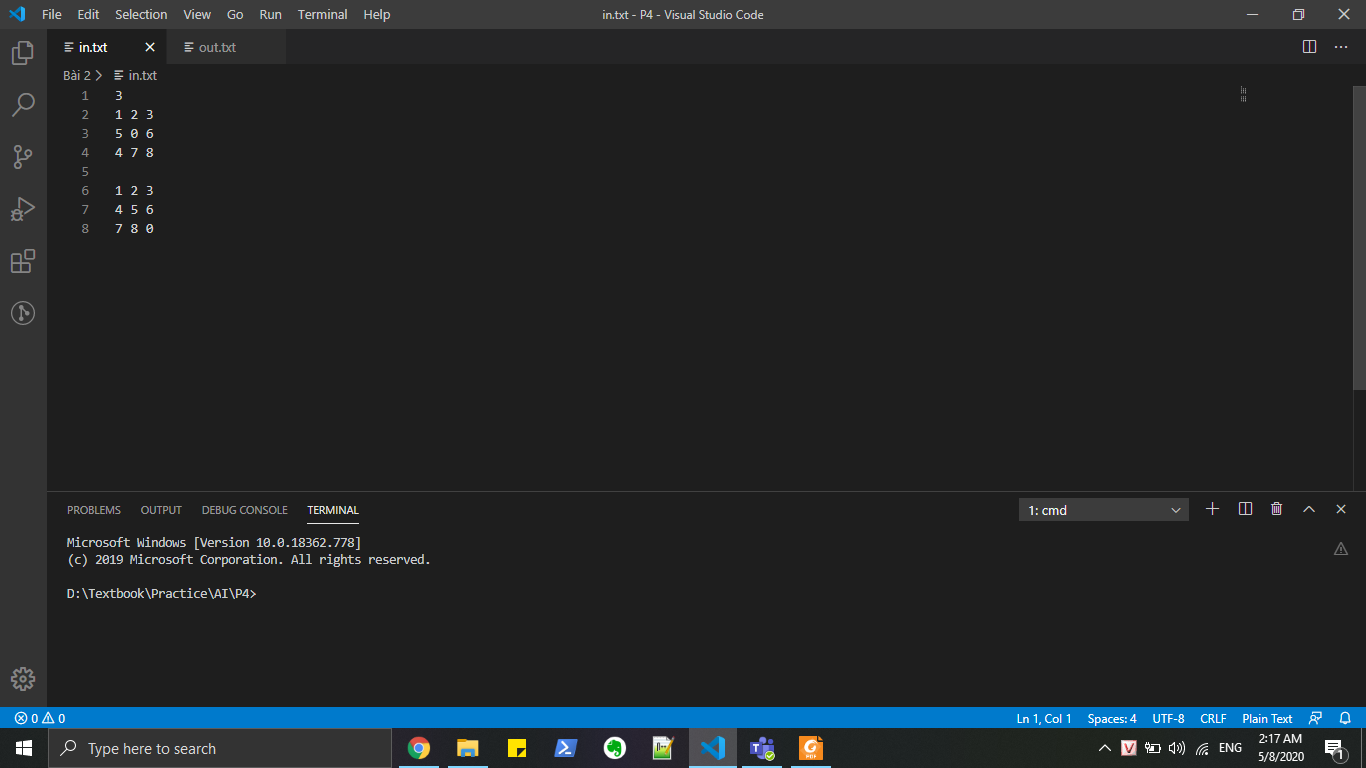 File Edit Selection View Go Run Terminal Help
in.txt - P4 - Visual Studio Code
in.txt
out.txt
Bài 2 > in.txt
1 3
2 1 2 3
3 5 0 6
4 4 7 8
5
6 1 2 3
7 4 5 6
8 7 8 0
PROBLEMS OUTPUT DEBUG CONSOLE TERMINAL
1: cmd
Microsoft Windows [Version 10.0.18362.778]
(c) 2019 Microsoft Corporation. All rights reserved.
D:\Textbook\Practice\AI\P4>
0 0
Ln 1, Col 1 Spaces: 4 UTF-8 CRLF Plain Text
Type here to search
ENG
2:17 AM
5/8/2020
1